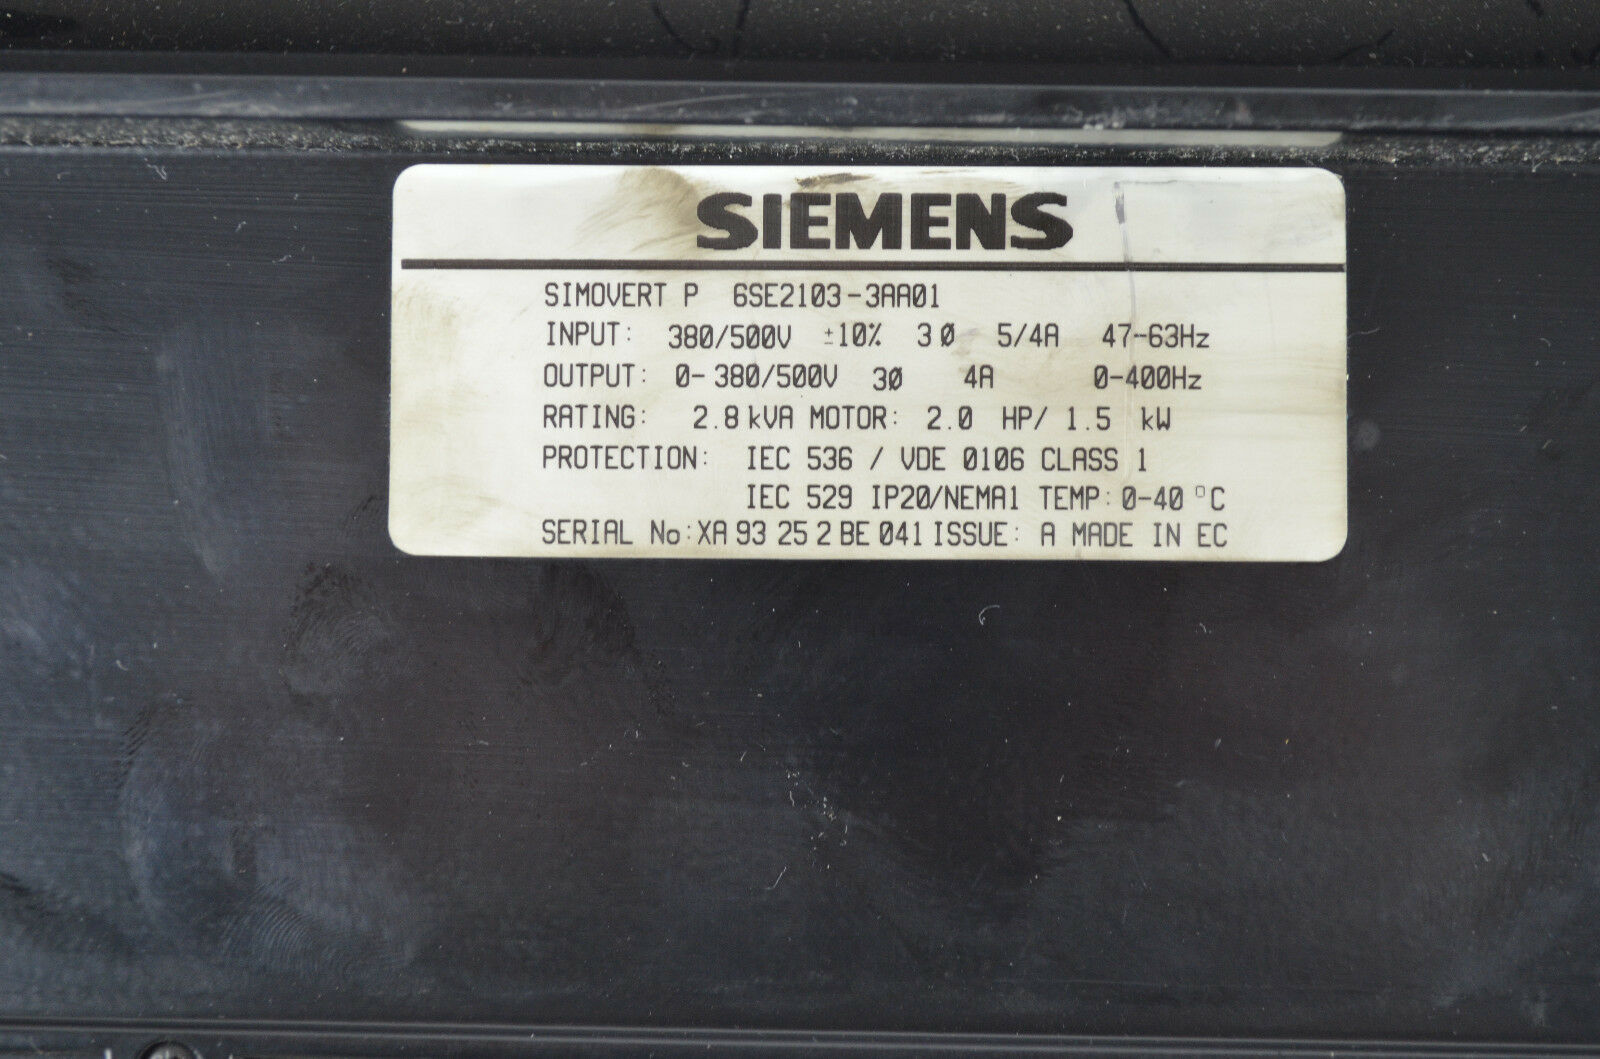 SIEMENS
SIMOVERT P 6SE2103-3AA01
INPUT: 380/500V ±10% 3Ø 5/4A 47-63Hz
OUTPUT: 0-380/500V 3Ø 4A 0-400Hz
RATING: 2.8kVA MOTOR: 2.0 HP/ 1.5 kW
PROTECTION: IEC 536 / VDE 0106 CLASS 1
IEC 529 IP20/NEMA1 TEMP: 0-40 °C
SERIAL No: XA 93 25 2 BE 041 ISSUE: A MADE IN EC